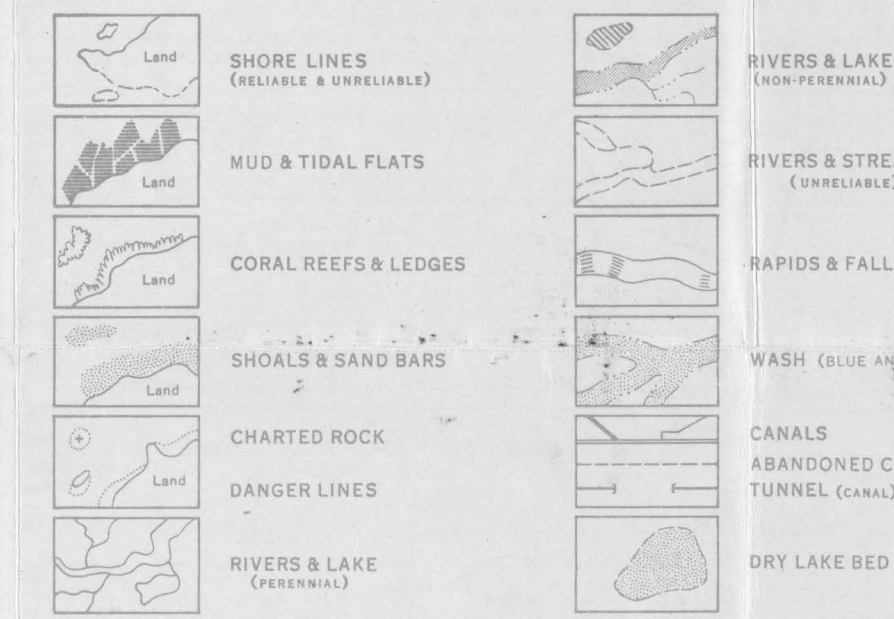 Land
SHORE LINES
(RELIABLE & UNRELIABLE)
Land
MUD & TIDAL FLATS
Land
CORAL REEFS & LEDGES
Land
SHOALS & SAND BARS
CHARTED ROCK
Land
DANGER LINES
RIVERS & LAKE
(PERENNIAL)
RIVERS & LAKE
(NON-PERENNIAL)
RIVERS & STRE
(UNRELIABLE)
RAPIDS & FALL
WASH (BLUE AN
CANALS
ABANDONED C
TUNNEL (CANAL)
DRY LAKE BED